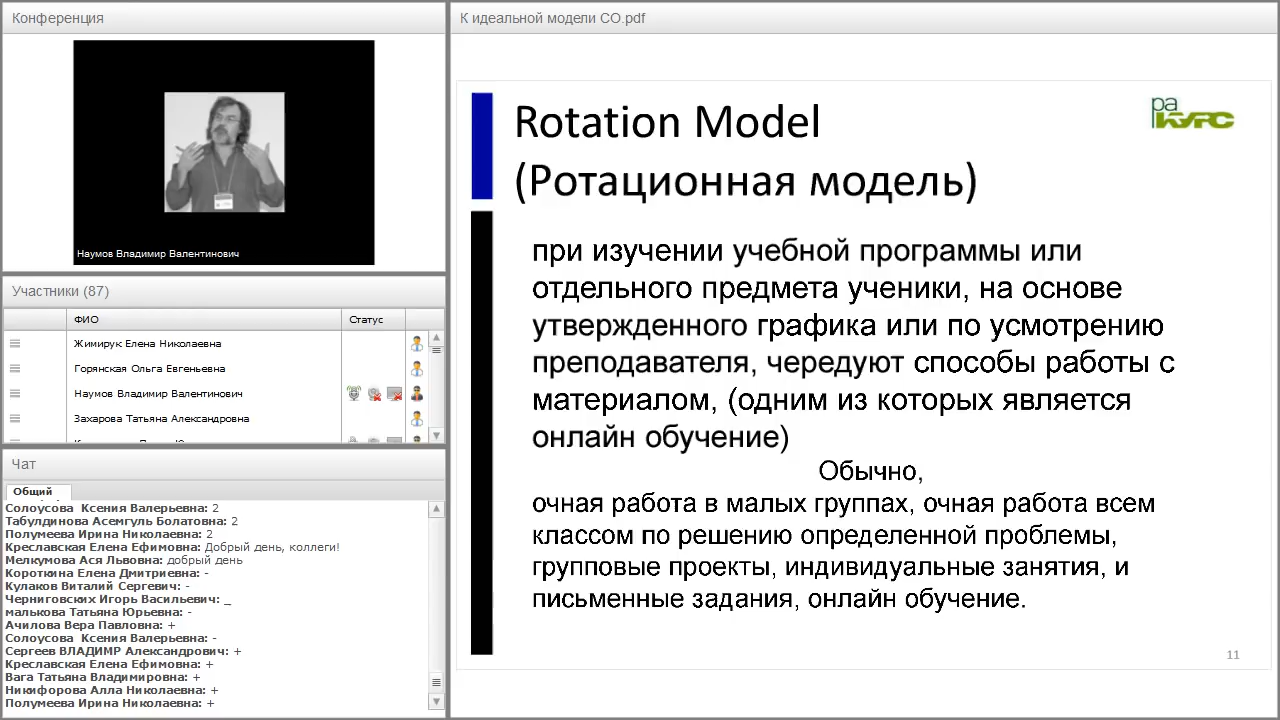 Конференция
Наумов Владимир Валентинович
Участники (87)
ФИО Статус
Жимирук Елена Николаевна
Горянская Ольга Евгеньевна
Наумов Владимир Валентинович
Захарова Татьяна Александровна
Чат
Общий
Солоусова Ксения Валерьевна: 2
Табулдинова Асемгуль Болатовна: 2
Полумеева Ирина Николаевна: 2
Креславская Елена Ефимовна: Добрый день, коллеги!
Мелкумова Ася Львовна: добрый день
Короткина Елена Дмитриевна: -
Кулаков Виталий Сергевич: -
Черниговских Игорь Васильевич: _
малькова Татьяна Юрьевна: -
Ачилова Вера Павловна: +
Солоусова Ксения Валерьевна: -
Сергеев ВЛАДИМР Александрович: +
Креславская Елена Ефимовна: +
Вага Татьяна Владимировна: +
Никифорова Алла Николаевна: +
Полумеева Ирина Николаевна: +
К идеальной модели СО.pdf
Rotation Model
(Ротационная модель)
ра
курс
при изучении учебной программы или
отдельного предмета ученики, на основе
утвержденного графика или по усмотрению
преподавателя, чередуют способы работы с
материалом, (одним из которых является
онлайн обучение)
Обычно,
очная работа в малых группах, очная работа всем
классом по решению определенной проблемы,
групповые проекты, индивидуальные занятия, и
письменные задания, онлайн обучение.
11